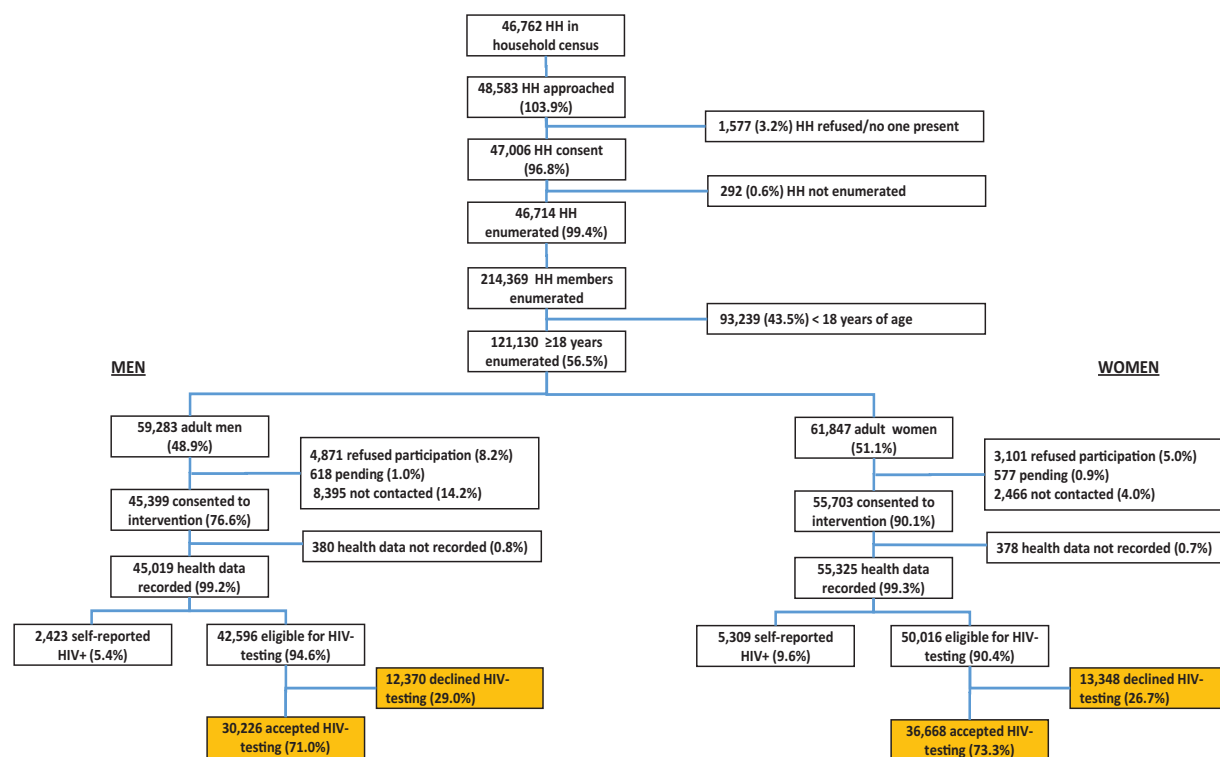 46,762 HH in
household census
48,583 HH approached
(103.9%)
1,577 (3.2%) HH refused/no one present
47,006 HH consent
(96.8%)
292 (0.6%) HH not enumerated
46,714 HH
enumerated (99.4%)
214,369 HH members
enumerated
93,239 (43.5%) < 18 years of age
121,130 ≥18 years
enumerated (56.5%)
MEN
WOMEN
59,283 adult men
(48.9%)
4,871 refused participation (8.2%)
618 pending (1.0%)
8,395 not contacted (14.2%)
45,399 consented to
intervention (76.6%)
380 health data not recorded (0.8%)
45,019 health data
recorded (99.2%)
2,423 self-reported
HIV+ (5.4%)
42,596 eligible for HIV-
testing (94.6%)
12,370 declined HIV-
testing (29.0%)
30,226 accepted HIV-
testing (71.0%)
61,847 adult women
(51.1%)
3,101 refused participation (5.0%)
577 pending (0.9%)
2,466 not contacted (4.0%)
55,703 consented to
intervention (90.1%)
378 health data not recorded (0.7%)
55,325 health data
recorded (99.3%)
5,309 self-reported
HIV+ (9.6%)
50,016 eligible for HIV-
testing (90.4%)
13,348 declined HIV-
testing (26.7%)
36,668 accepted HIV-
testing (73.3%)